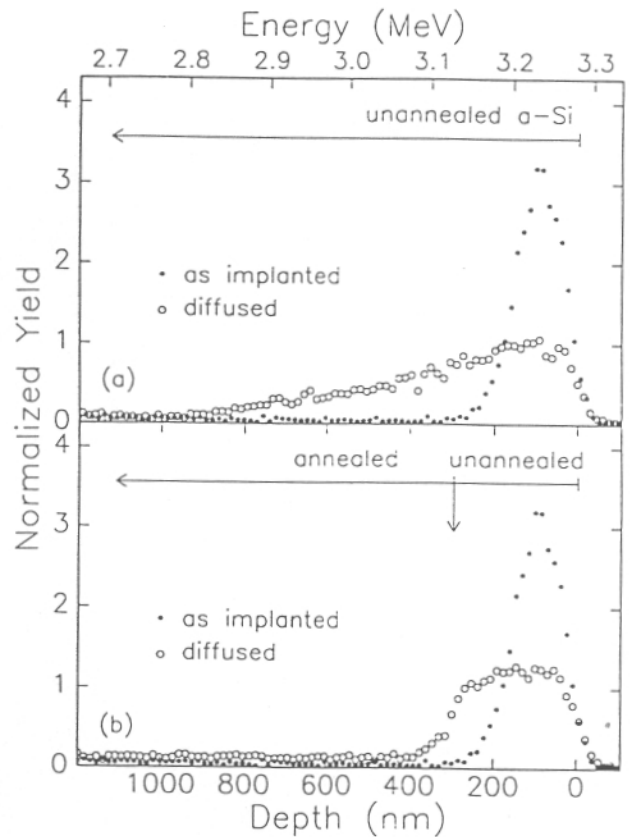 Energy (MeV)
2.7 2.8 2.9 3.0 3.1 3.2 3.3
4
unannealed a-Si
3
2
• as implanted
○ diffused
1
(a)
0
Normalized Yield
4
annealed unannealed
3
2
• as implanted
○ diffused
1
(b)
0
1000 800 600 400 200 0
Depth (nm)